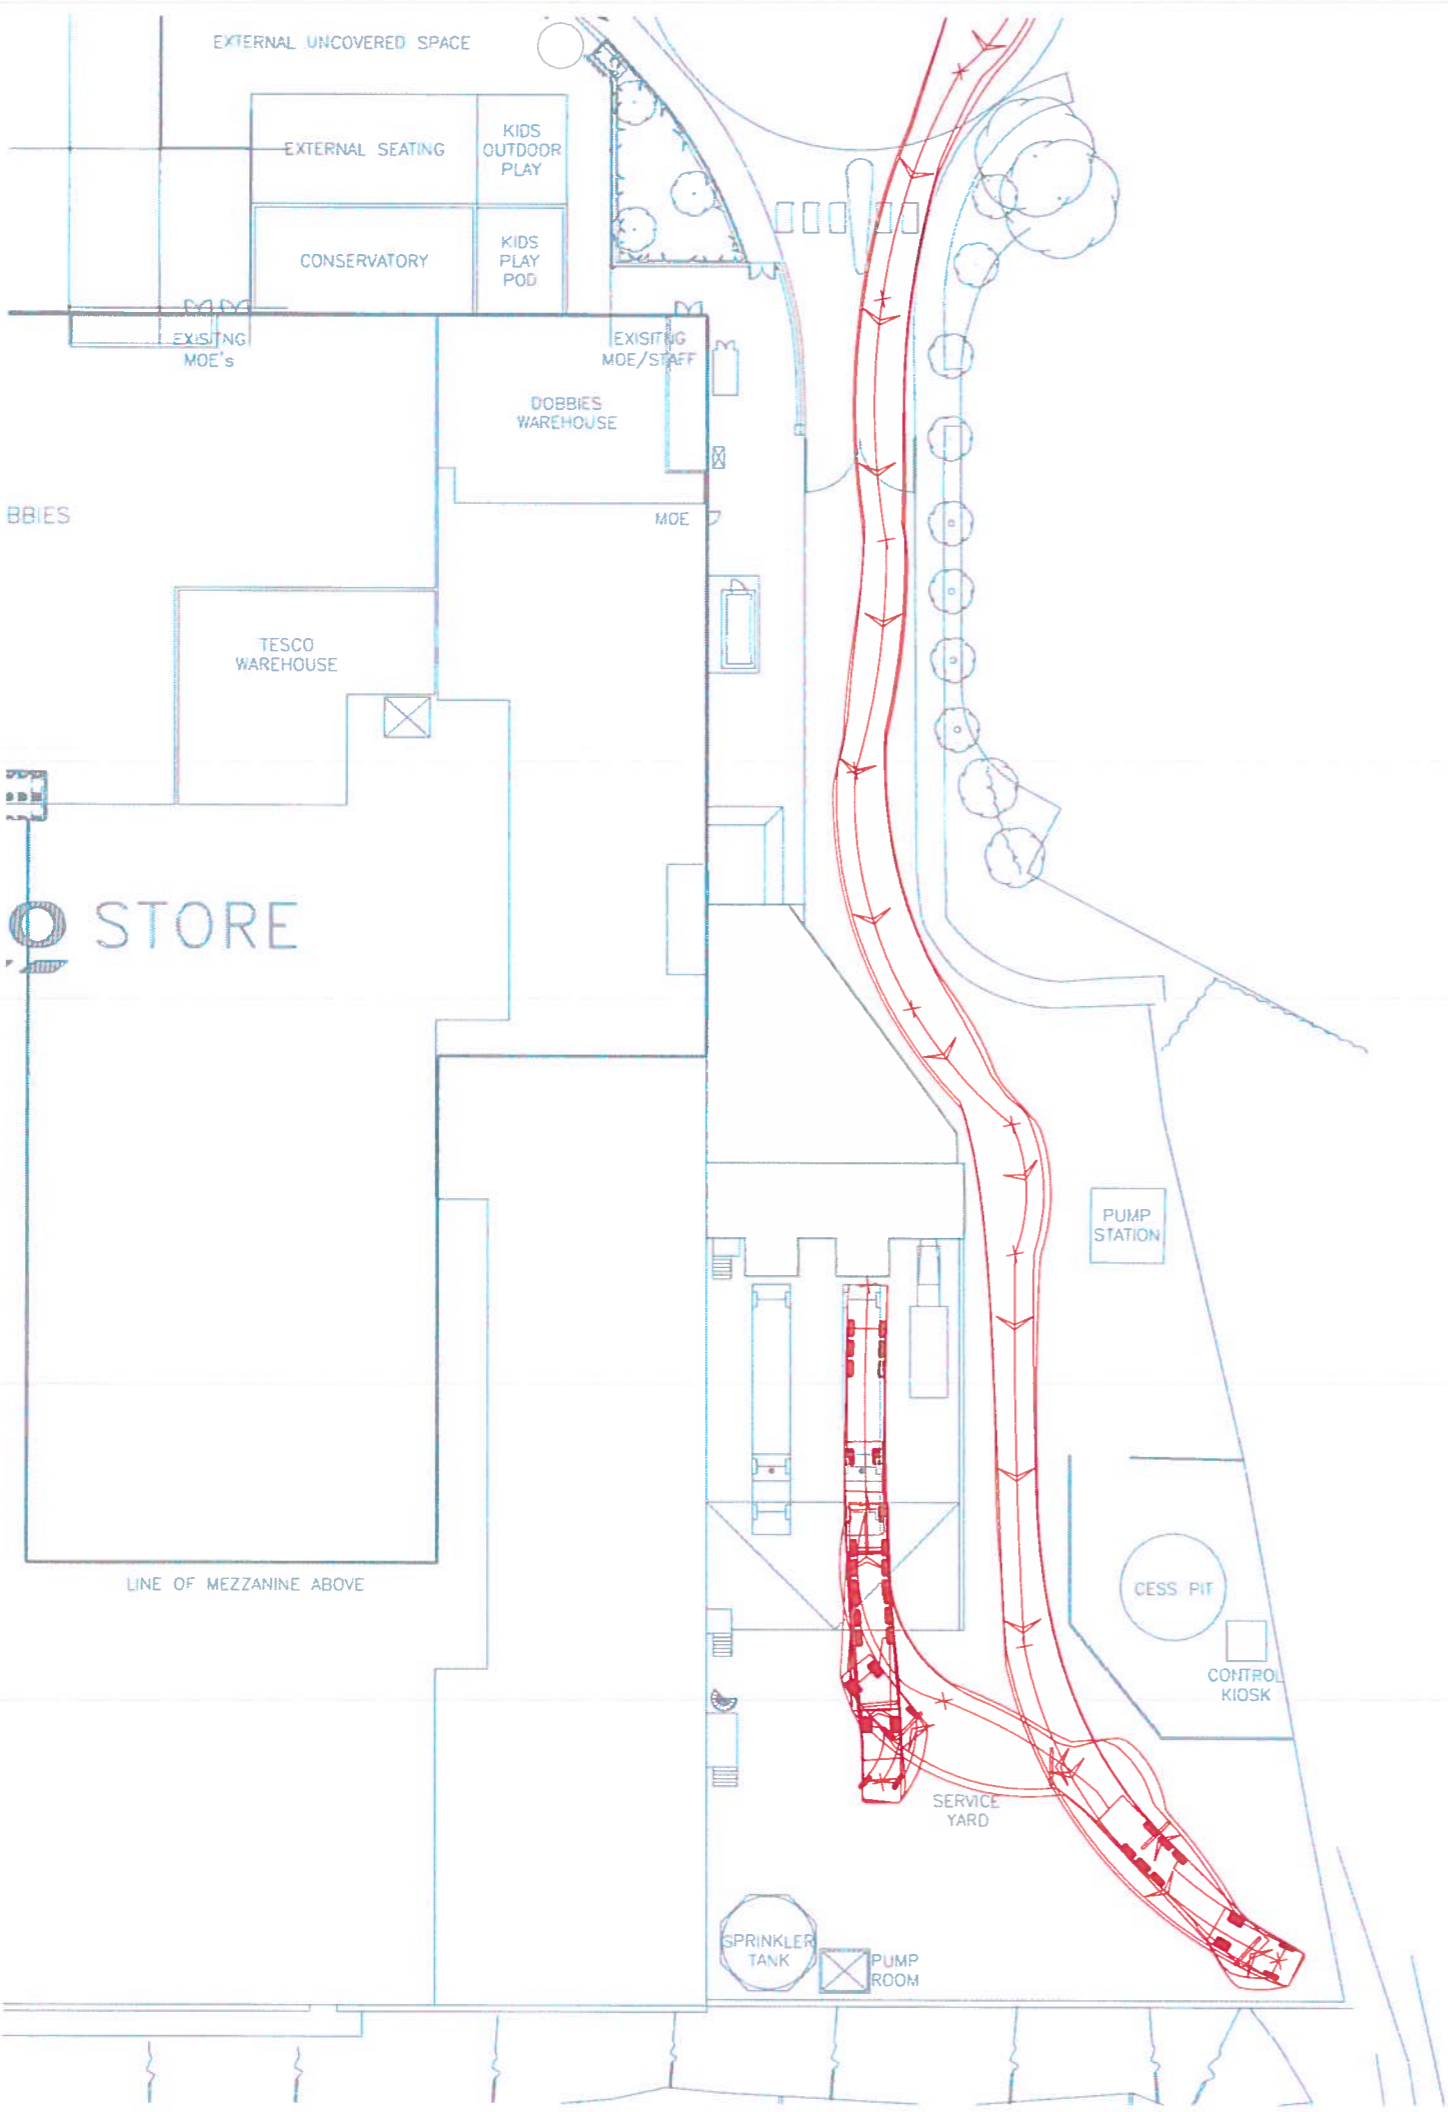 EXTERNAL UNCOVERED SPACE
EXTERNAL SEATING
KIDS
OUTDOOR
PLAY
CONSERVATORY
KIDS
PLAY
POD
EXISITNG
MOE's
EXISITNG
MOE/STAFF
DOBBIES
WAREHOUSE
BBIES
MOE
TESCO
WAREHOUSE
STORE
PUMP
STATION
LINE OF MEZZANINE ABOVE
CESS PIT
CONTROL
KIOSK
SERVICE
YARD
SPRINKLER
TANK
PUMP
ROOM